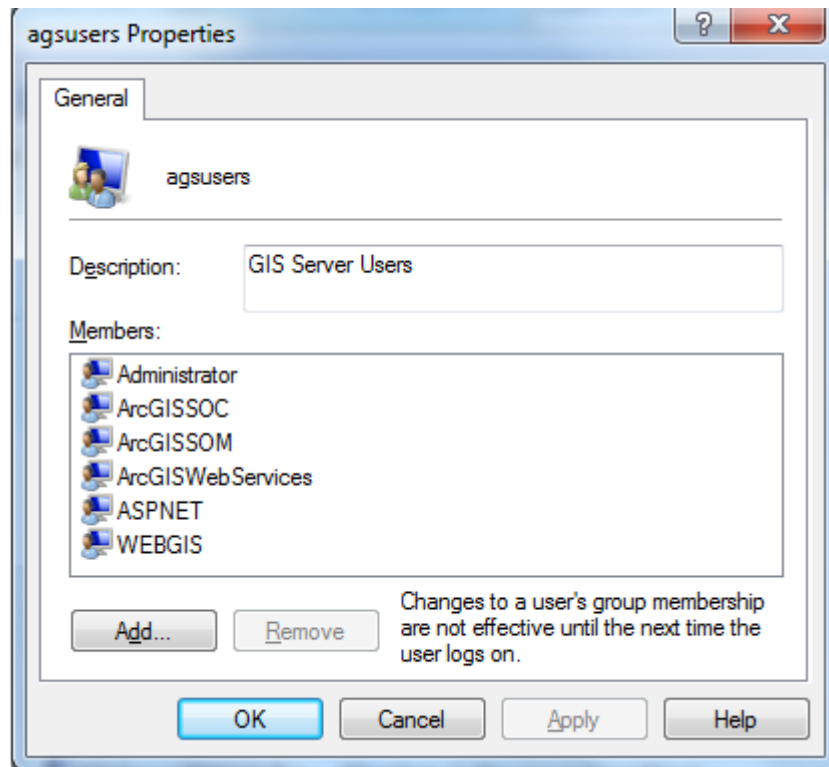 agsusers Properties
General
agsusers
Description:
GIS Server Users
Members:
Administrator
ArcGISSOC
ArcGISSOM
ArcGISWebServices
ASPNET
WEBGIS
Add...
Remove
Changes to a user's group membership
are not effective until the next time the
user logs on.
OK
Cancel
Apply
Help